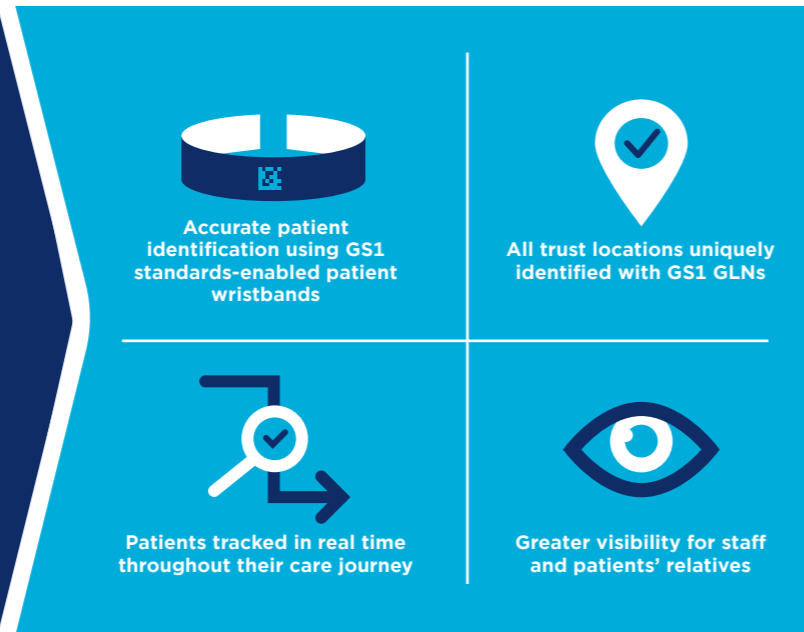 Accurate patient
identification using GS1
standards-enabled patient
wristbands
All trust locations uniquely
identified with GS1 GLNs
Patients tracked in real time
throughout their care journey
Greater visibility for staff
and patients’ relatives